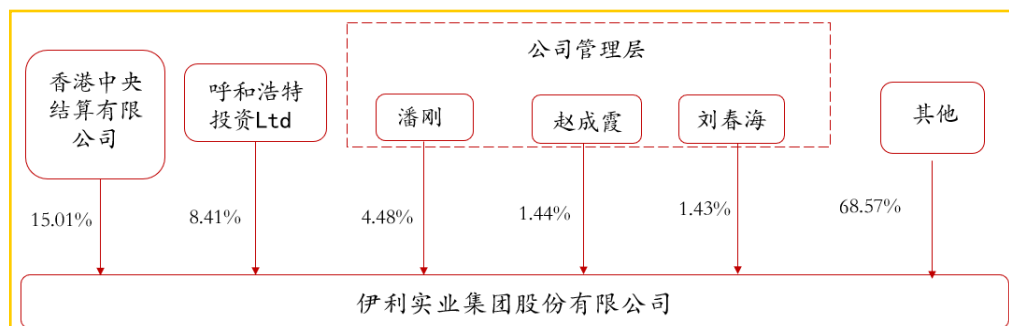 公司管理层
香港中央
结算有限
公司
呼和浩特
投资Ltd
潘刚
赵成霞
刘春海
其他
15.01%
8.41%
4.48%
1.44%
1.43%
68.57%
伊利实业集团股份有限公司